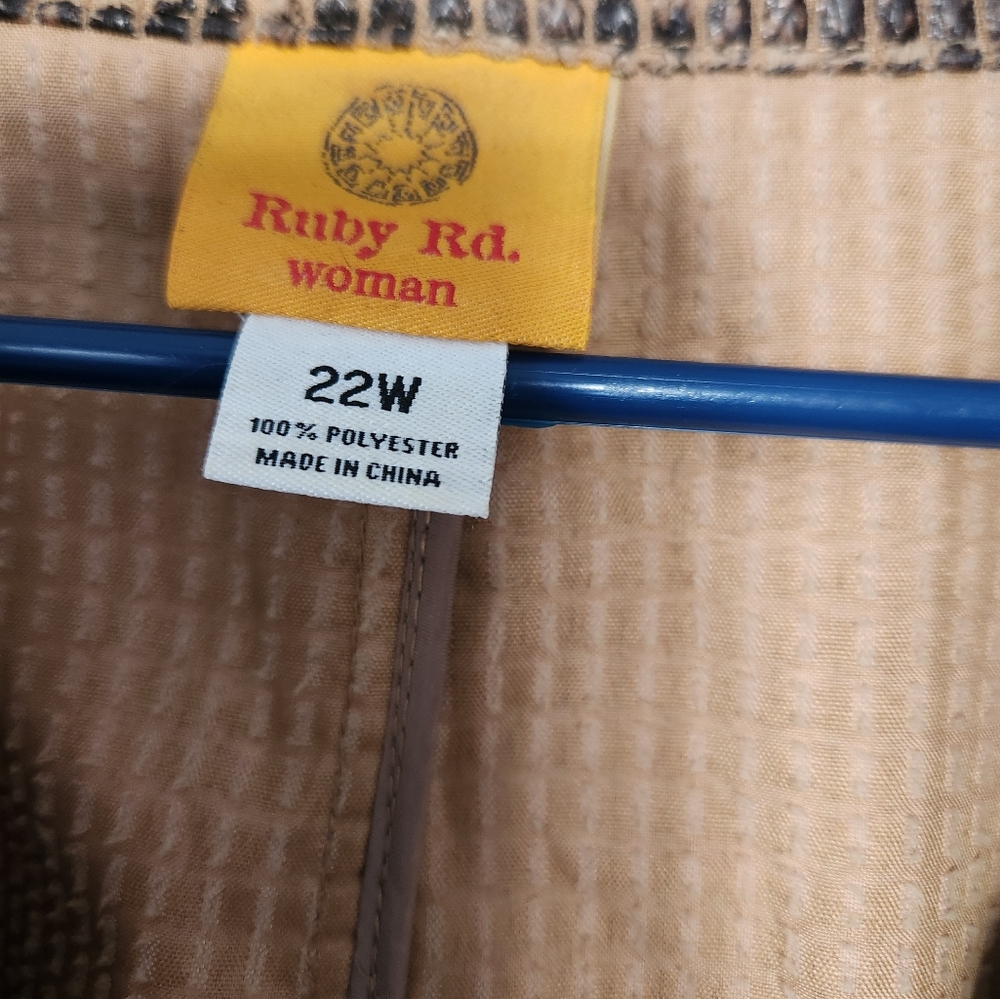 Ruby Rd.
woman
22W
100% POLYESTER
MADE IN CHINA